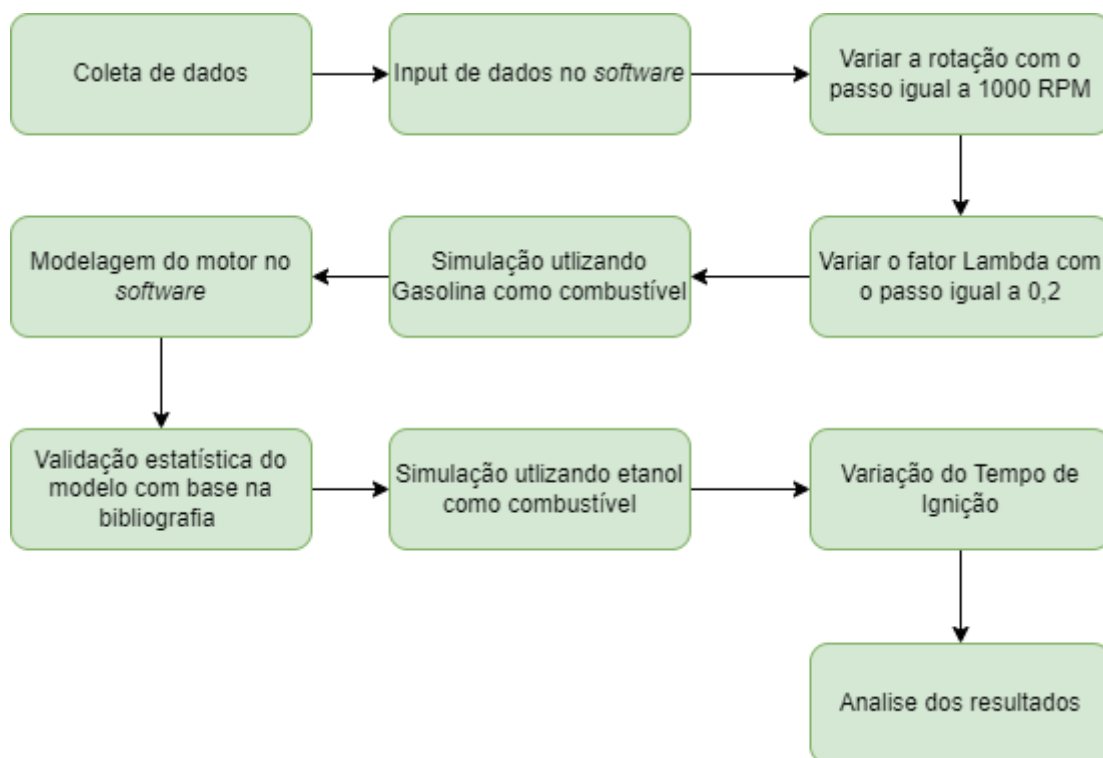 Coleta de dados
Input de dados no software
Variar a rotação com o
passo igual a 1000 RPM
Variar o fator Lambda com
o passo igual a 0,2
Simulação utlizando
Gasolina como combustível
Modelagem do motor no
software
Validação estatística do
modelo com base na
bibliografia
Simulação utlizando etanol
como combustível
Variação do Tempo de
Ignição
Analise dos resultados